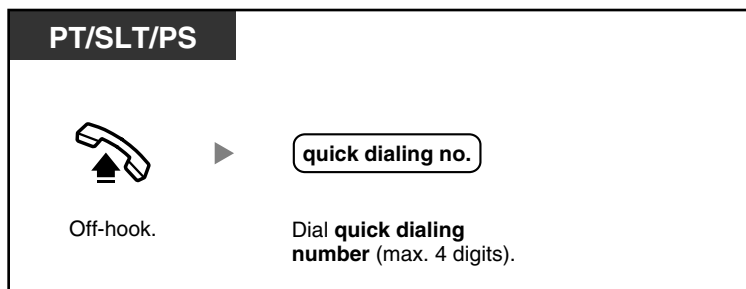 PT/SLT/PS
quick dialing no.
Off-hook.
Dial quick dialing
number (max. 4 digits).